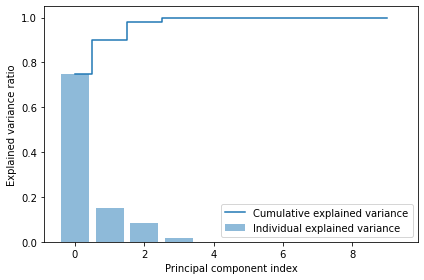 1.0
0.8
0.6
0.4
0.2
0.0
Explained variance ratio
Cumulative explained variance
Individual explained variance
0 2 4 6 8
Principal component index